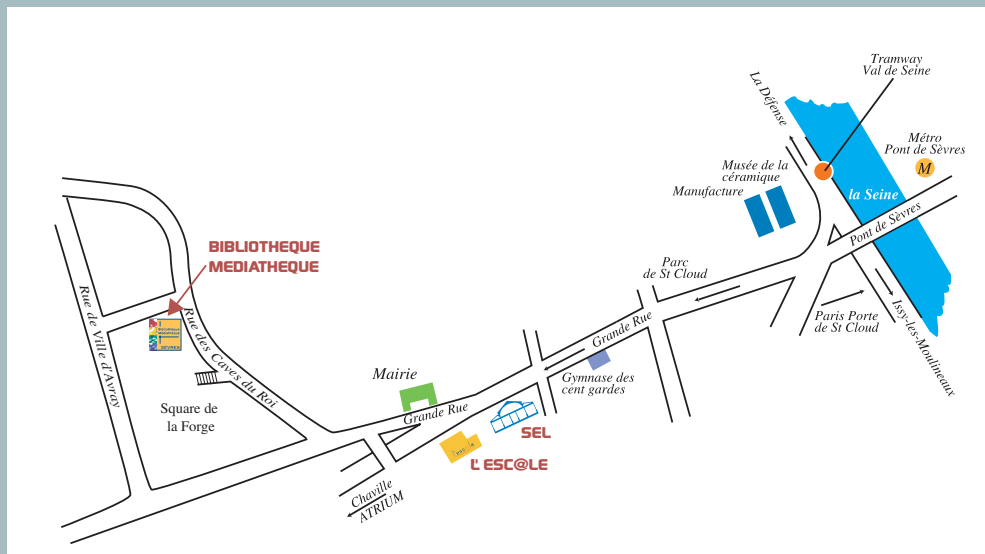 Tramway
Val de Seine
La Défense
Métro
Pont de Sèvres
M
Musée de la
céramique
Manufacture
la Seine
Pont de Sèvres
BIBLIOTHEQUE
MEDIATHEQUE
Parc
de St Cloud
Rue de Ville d'Avray
Rue des Caves du Roi
Grande Rue
Paris Porte
de St Cloud
Issy-les-Moulineaux
Bibliothèque
Médiathèque
SEVRES
Mairie
Gymnase des
cent gardes
Square de
la Forge
Grande Rue
SEL
L' ESC@LE
Chaville
ATRIUM